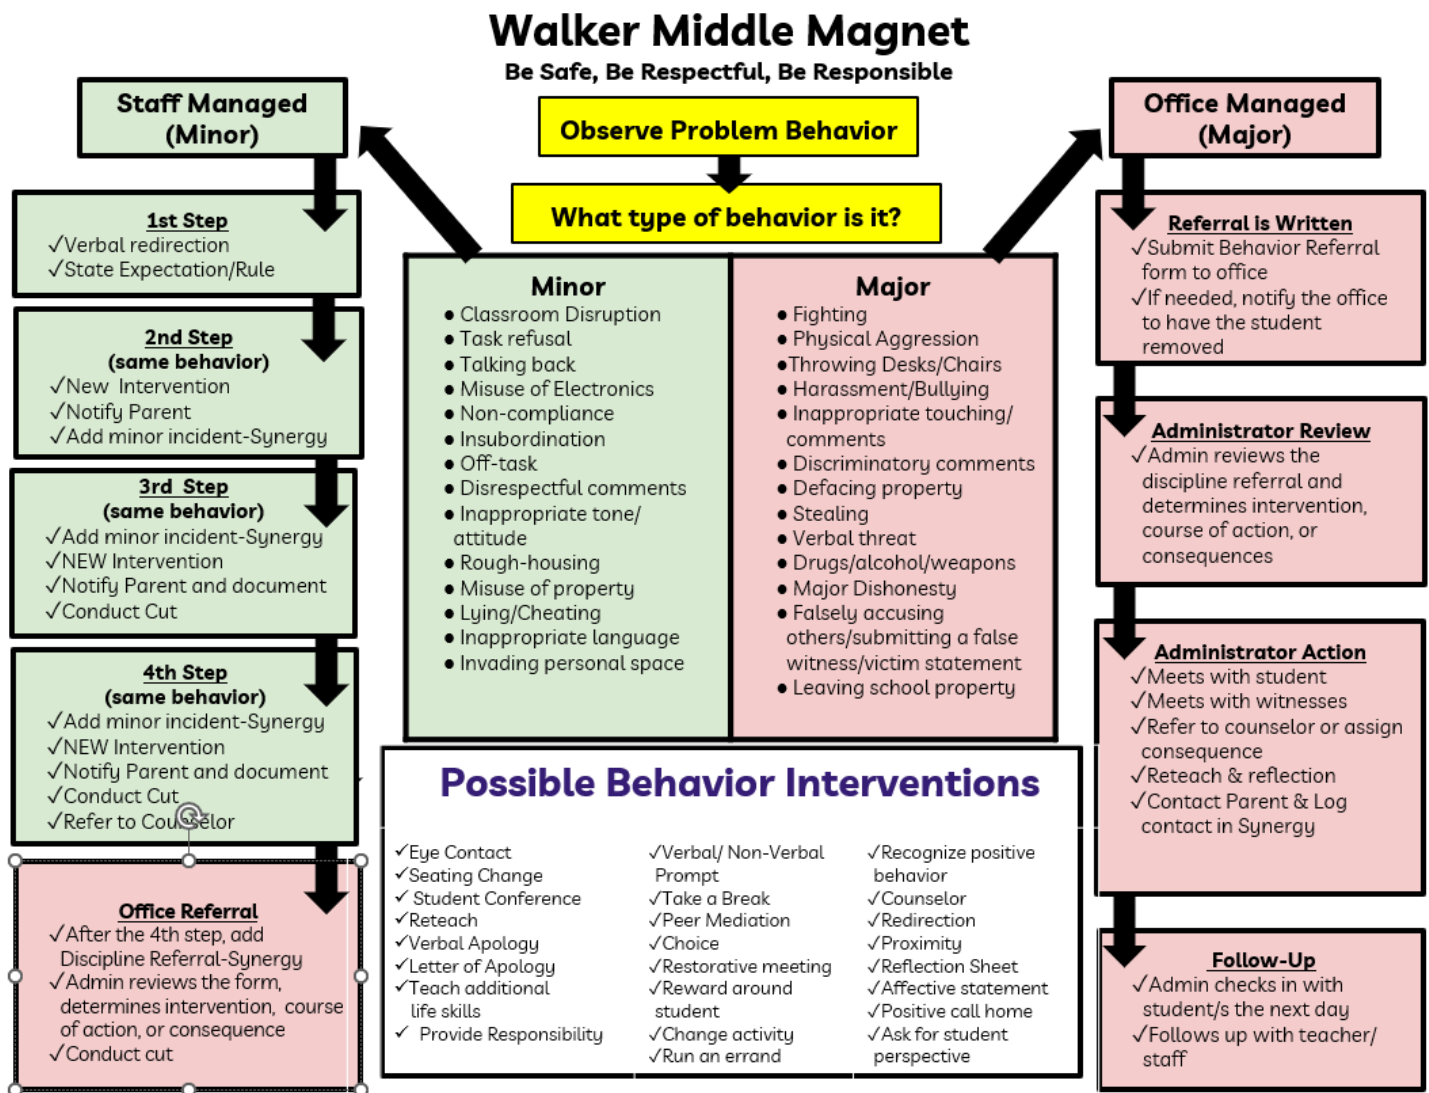 Walker Middle Magnet
Be Safe, Be Respectful, Be Responsible
Staff Managed
(Minor)
Observe Problem Behavior
What type of behavior is it?
Office Managed
(Major)
1st Step
✓Verbal redirection
✓State Expectation/Rule
2nd Step
(same behavior)
✓New  Intervention
✓Notify Parent
✓Add minor incident-Synergy
3rd  Step
(same behavior)
✓Add minor incident-Synergy
✓NEW Intervention
✓Notify Parent and document
✓Conduct Cut
4th Step
(same behavior)
✓Add minor incident-Synergy
✓NEW Intervention
✓Notify Parent and document
✓Conduct Cut
✓Refer to Counselor
Office Referral
✓After the 4th step, add
Discipline Referral-Synergy
✓Admin reviews the form,
determines intervention,  course
of action, or consequence
✓Conduct cut
Minor
● Classroom Disruption
● Task refusal
● Talking back
● Misuse of Electronics
● Non-compliance
● Insubordination
● Off-task
● Disrespectful comments
● Inappropriate tone/
attitude
● Rough-housing
● Misuse of property
● Lying/Cheating
● Inappropriate language
● Invading personal space
Major
● Fighting
● Physical Aggression
●Throwing Desks/Chairs
● Harassment/Bullying
● Inappropriate touching/
comments
● Discriminatory comments
● Defacing property
● Stealing
● Verbal threat
● Drugs/alcohol/weapons
● Major Dishonesty
● Falsely accusing
others/submitting a false
witness/victim statement
● Leaving school property
Possible Behavior Interventions
✓Eye Contact
✓Seating Change
✓ Student Conference
✓Reteach
✓Verbal Apology
✓Letter of Apology
✓Teach additional
life skills
✓ Provide Responsibility
✓Verbal/ Non-Verbal
Prompt
✓Take a Break
✓Peer Mediation
✓Choice
✓Restorative meeting
✓Reward around
student
✓Change activity
✓Run an errand
✓Recognize positive
behavior
✓Counselor
✓Redirection
✓Proximity
✓Reflection Sheet
✓Affective statement
✓Positive call home
✓Ask for student
perspective
Referral is Written
✓Submit Behavior Referral
form to office
✓If needed, notify the office
to have the student
removed
Administrator Review
✓Admin reviews the
discipline referral and
determines intervention,
course of action, or
consequences
Administrator Action
✓Meets with student
✓Meets with witnesses
✓Refer to counselor or assign
consequence
✓Reteach & reflection
✓Contact Parent & Log
contact in Synergy
Follow-Up
✓Admin checks in with
student/s the next day
✓Follows up with teacher/
staff